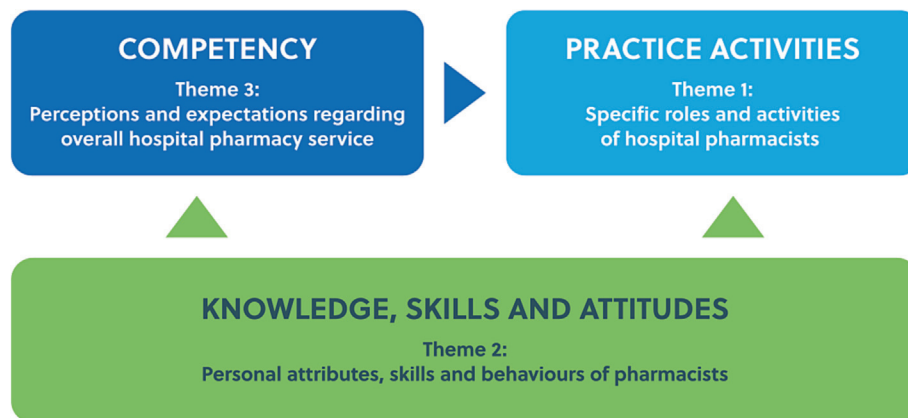 COMPETENCY
Theme 3:
Perceptions and expectations regarding
overall hospital pharmacy service
PRACTICE ACTIVITIES
Theme 1:
Specific roles and activities
of hospital pharmacists
KNOWLEDGE, SKILLS AND ATTITUDES
Theme 2:
Personal attributes, skills and behaviours of pharmacists